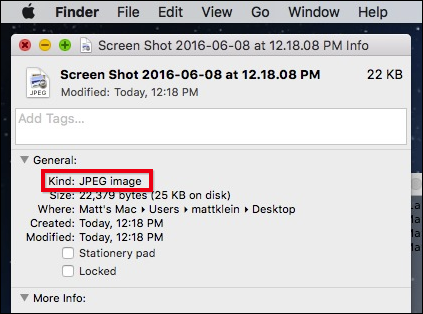 Finder File Edit View Go Window
Screen Shot 2016-06-08 at 12.18.08 PM Info
JPEG
Screen Shot 2016-06-08 at 12.18.08 PM 22 KB
Modified: Today, 12:18 PM
Add Tags...
General:
Kind: JPEG image
Size: 22,379 bytes (25 KB on disk)
Where: Matt's Mac ▸ Users ▸ mattklein ▸ Desktop
Created: Today, 12:18 PM
Modified: Today, 12:18 PM
Stationery pad
Locked
More Info: